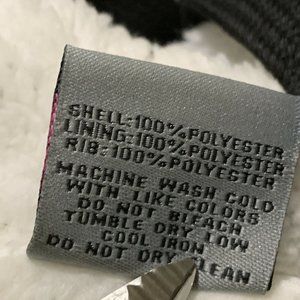 SHELL:100%POLYESTER
LINING:100%POLYESTER
RIB:100%POLYESTER
MACHINE WASH COLD
WITH LIKE COLORS
DO NOT BLEACH
TUMBLE DRY LOW
COOL IRON
DO NOT DRY CLEAN